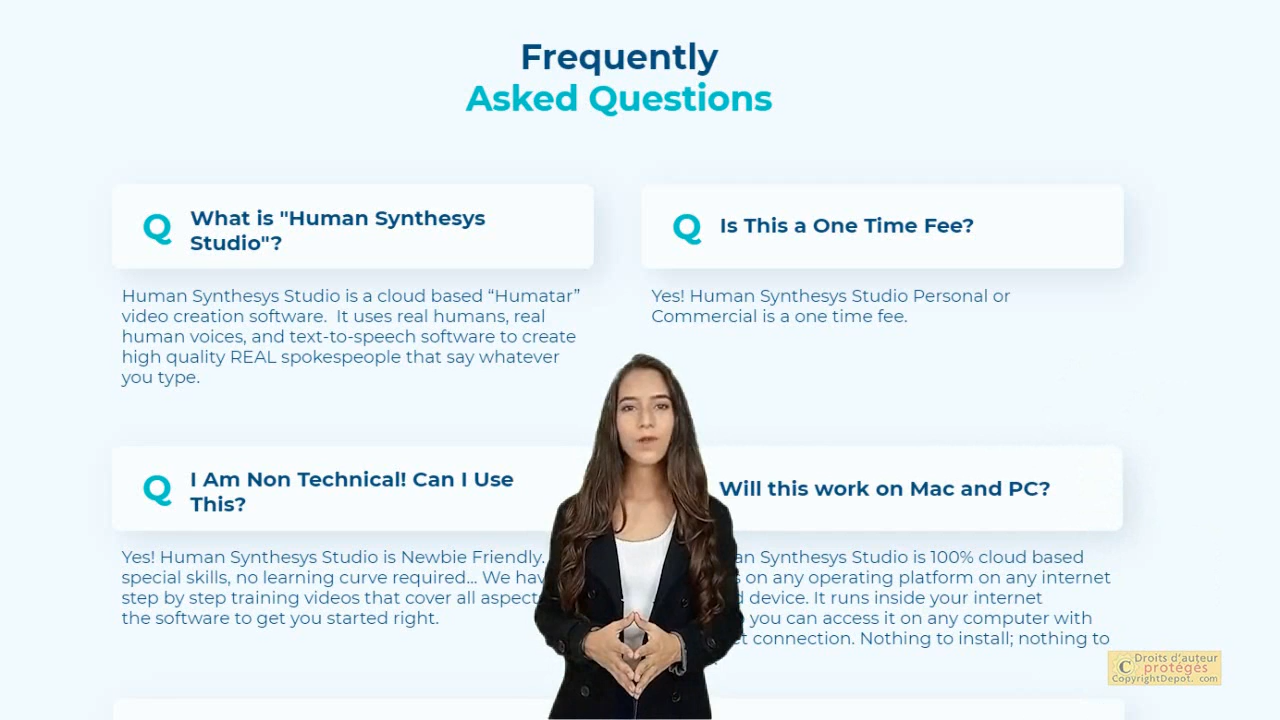 Frequently
Asked Questions
Q What is "Human Synthesys
Studio"?
Human Synthesys Studio is a cloud based “Humatar”
video creation software.  It uses real humans, real
human voices, and text-to-speech software to create
high quality REAL spokespeople that say whatever
you type.
Q Is This a One Time Fee?
Yes! Human Synthesys Studio Personal or
Commercial is a one time fee.
Q I Am Non Technical! Can I Use
This?
Yes! Human Synthesys Studio is Newbie Friendly.
special skills, no learning curve required... We
step by step training videos that cover all
the software to get you started right.
Will this work on Mac and PC?
Synthesys Studio is 100% cloud based
on any operating platform on any internet
device. It runs inside your internet
you can access it on any computer with
connection. Nothing to install; nothing to
Droits d'auteur
C protégés
CopyrightDepot. com